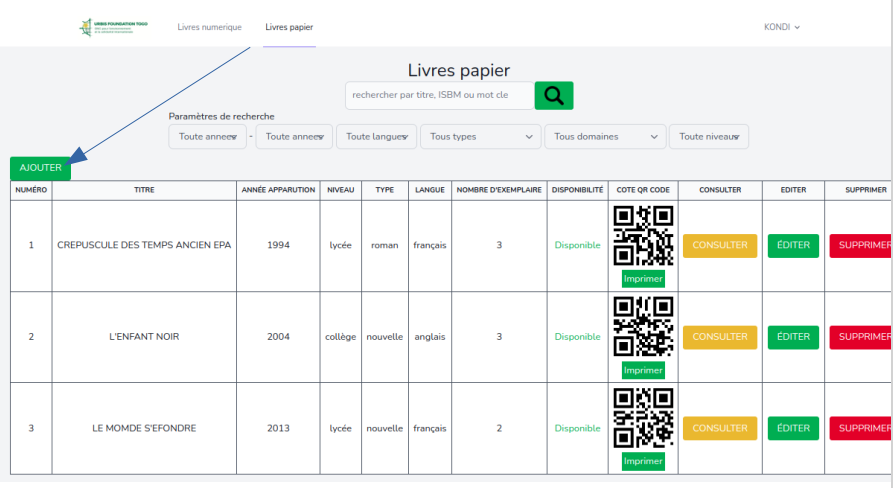 URBIS FOUNDATION TOGO
Livres numerique
Livres papier
KONDI
Livres papier
rechercher par titre, ISBM ou mot cle
Paramètres de recherche
Toute anneee - Toute anneee Toute langues Tous types Tous domaines Toute niveaux
AJOUTER
NUMÉRO TITRE ANNÉE APPARUTION NIVEAU TYPE LANGUE NOMBRE D'EXEMPLAIRE DISPONIBILITÉ COTE QR CODE CONSULTER EDITER SUPPRIMER
1 CREPUSCULE DES TEMPS ANCIEN EPA 1994 lycée roman français 3 Disponible CONSULTER ÉDITER SUPPRIMER
Imprimer
2 L'ENFANT NOIR 2004 collège nouvelle anglais 3 Disponible CONSULTER ÉDITER SUPPRIMER
Imprimer
3 LE MOMDE S'EFONDRE 2013 lycée nouvelle français 2 Disponible CONSULTER ÉDITER SUPPRIMER
Imprimer